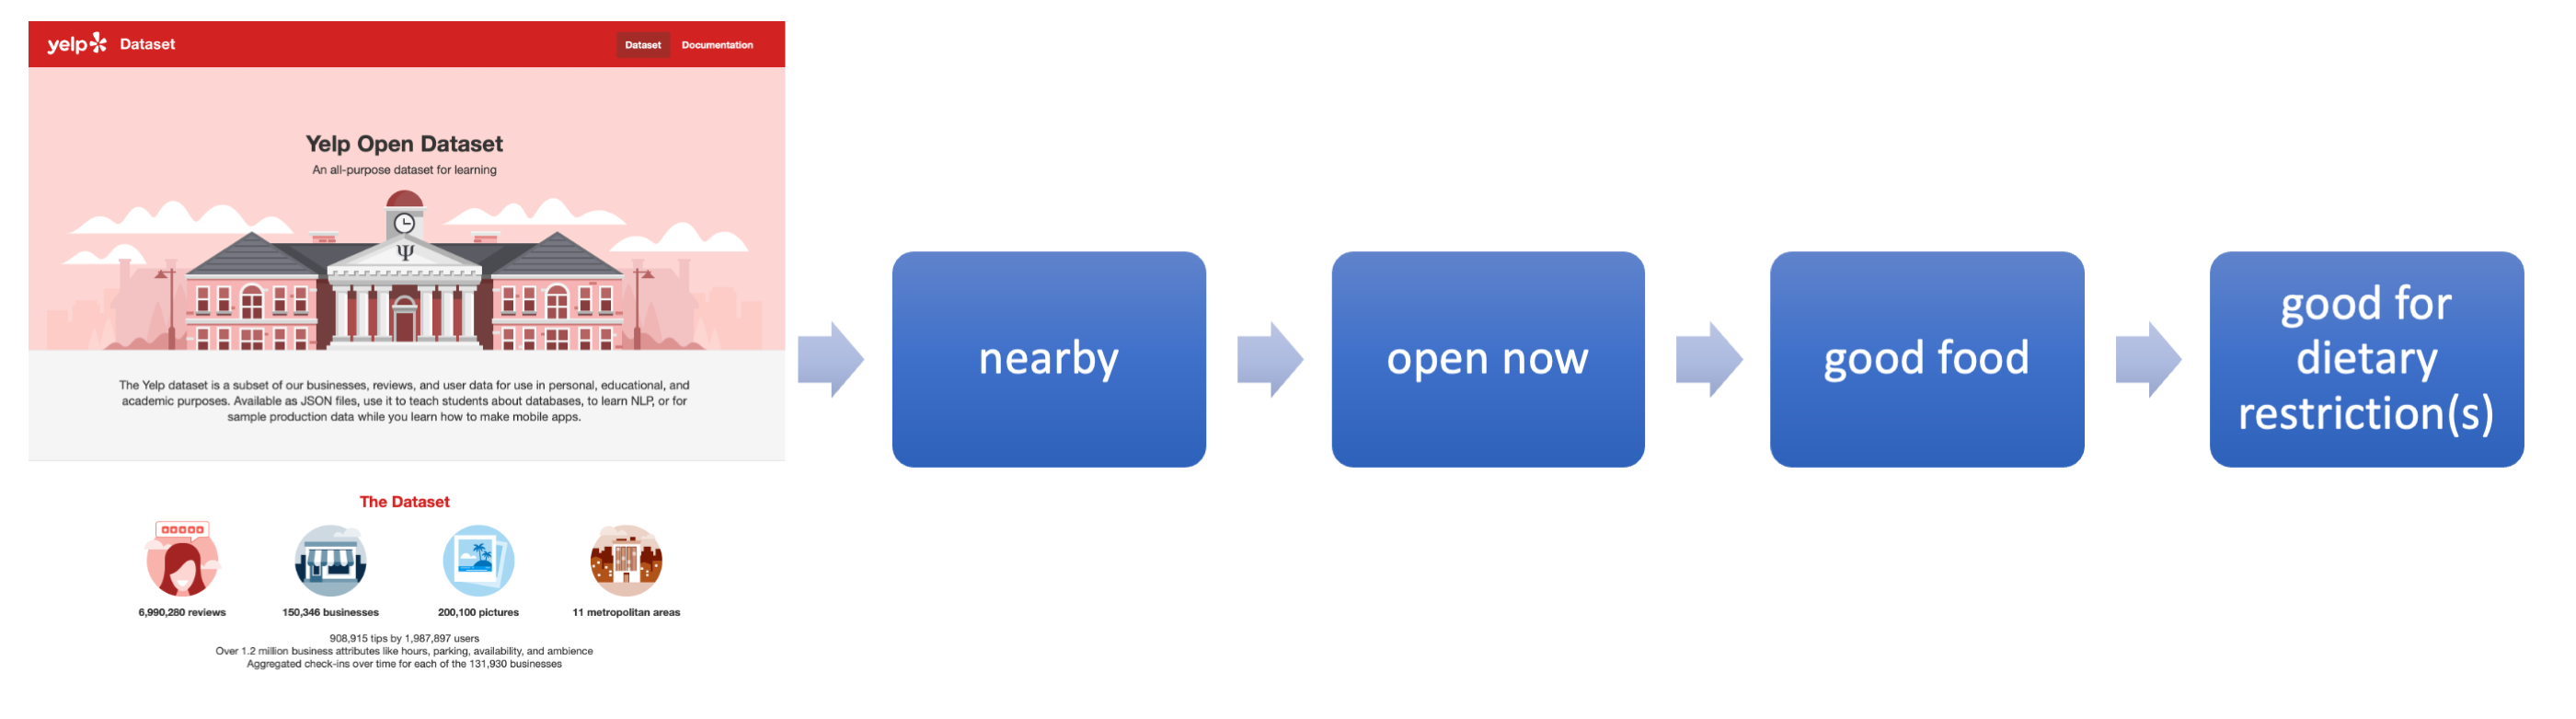 yelp Dataset
Dataset Documentation
Yelp Open Dataset
An all-purpose dataset for learning
Ψ
The Yelp dataset is a subset of our businesses, reviews, and user data for use in personal, educational, and
academic purposes. Available as JSON files, use it to teach students about databases, to learn NLP, or for
sample production data while you learn how to make mobile apps.
The Dataset
6,990,280 reviews
150,346 businesses
200,100 pictures
11 metropolitan areas
908,915 tips by 1,987,897 users
Over 1.2 million business attributes like hours, parking, availability, and ambience
Aggregated check-ins over time for each of the 131,930 businesses
nearby
open now
good food
good for
dietary
restriction(s)